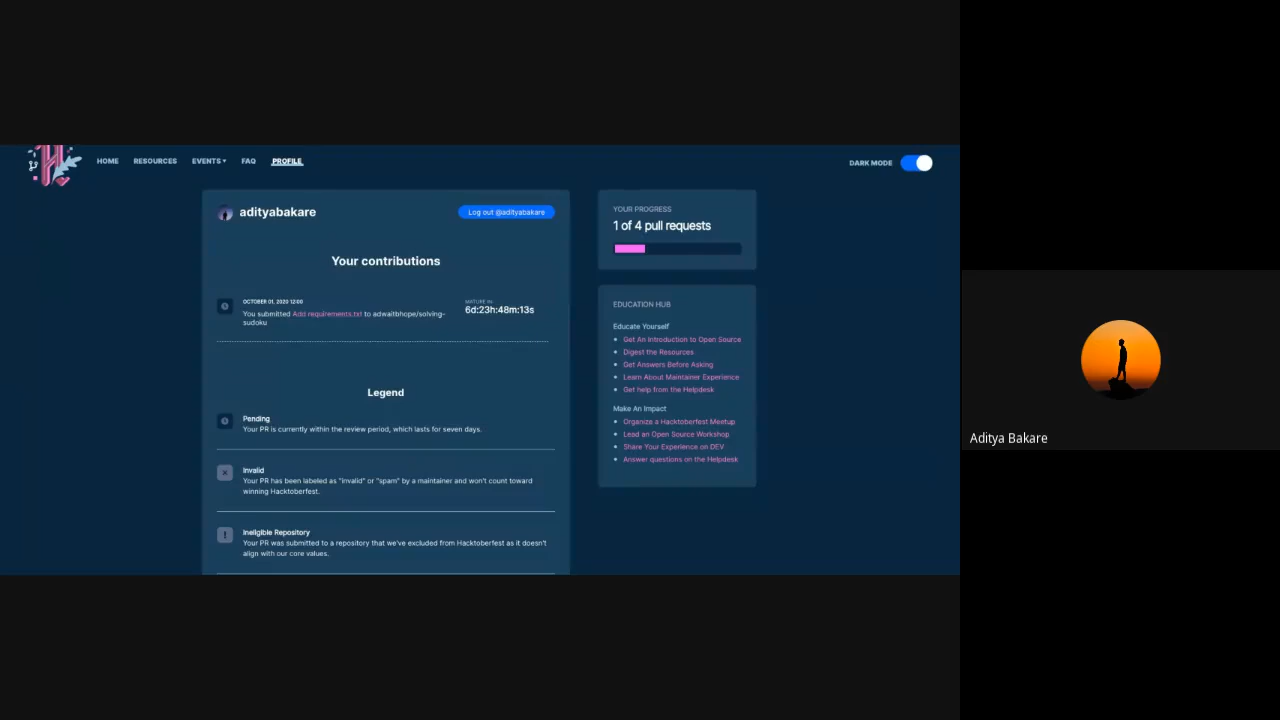 HOME RESOURCES EVENTS FAQ PROFILE DARK MODE
adityabakare
Log out @adityabakare
Your contributions
OCTOBER 01, 2020 12:00
You submitted Add requirements.txt to adwaitbhope/solving-
sudoku
MATURE IN:
6d:23h:48m:13s
Legend
Pending
Your PR is currently within the review period, which lasts for seven days.
Invalid
Your PR has been labeled as "invalid" or "spam" by a maintainer and won't count toward
winning Hacktoberfest.
Ineligible Repository
Your PR was submitted to a repository that we've excluded from Hacktoberfest as it doesn't
align with our core values.
YOUR PROGRESS
1 of 4 pull requests
EDUCATION HUB
Educate Yourself
Get An Introduction to Open Source
Digest the Resources
Get Answers Before Asking
Learn About Maintainer Experience
Get help from the Helpdesk
Make An Impact
Organize a Hacktoberfest Meetup
Lead an Open Source Workshop
Share Your Experience on DEV
Answer questions on the Helpdesk
Aditya Bakare